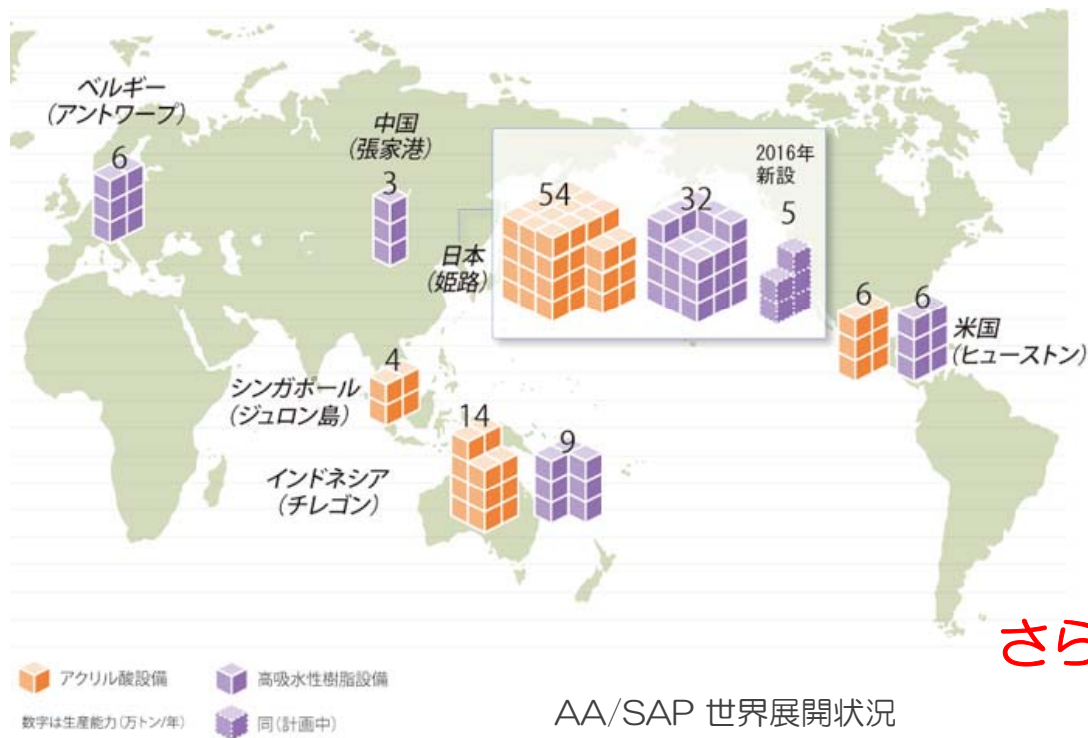 ベルギー
(アントワープ)
6
中国
(張家港)
3
日本
(姫路)
54
32
2016年
新設
5
6
6
米国
(ヒューストン)
シンガポール
(ジュロン島)
4
インドネシア
(チレゴン)
14
9
さら
アクリル酸設備
高吸水性樹脂設備
数字は生産能力(万トン/年)
同(計画中)
AA/SAP 世界展開状況